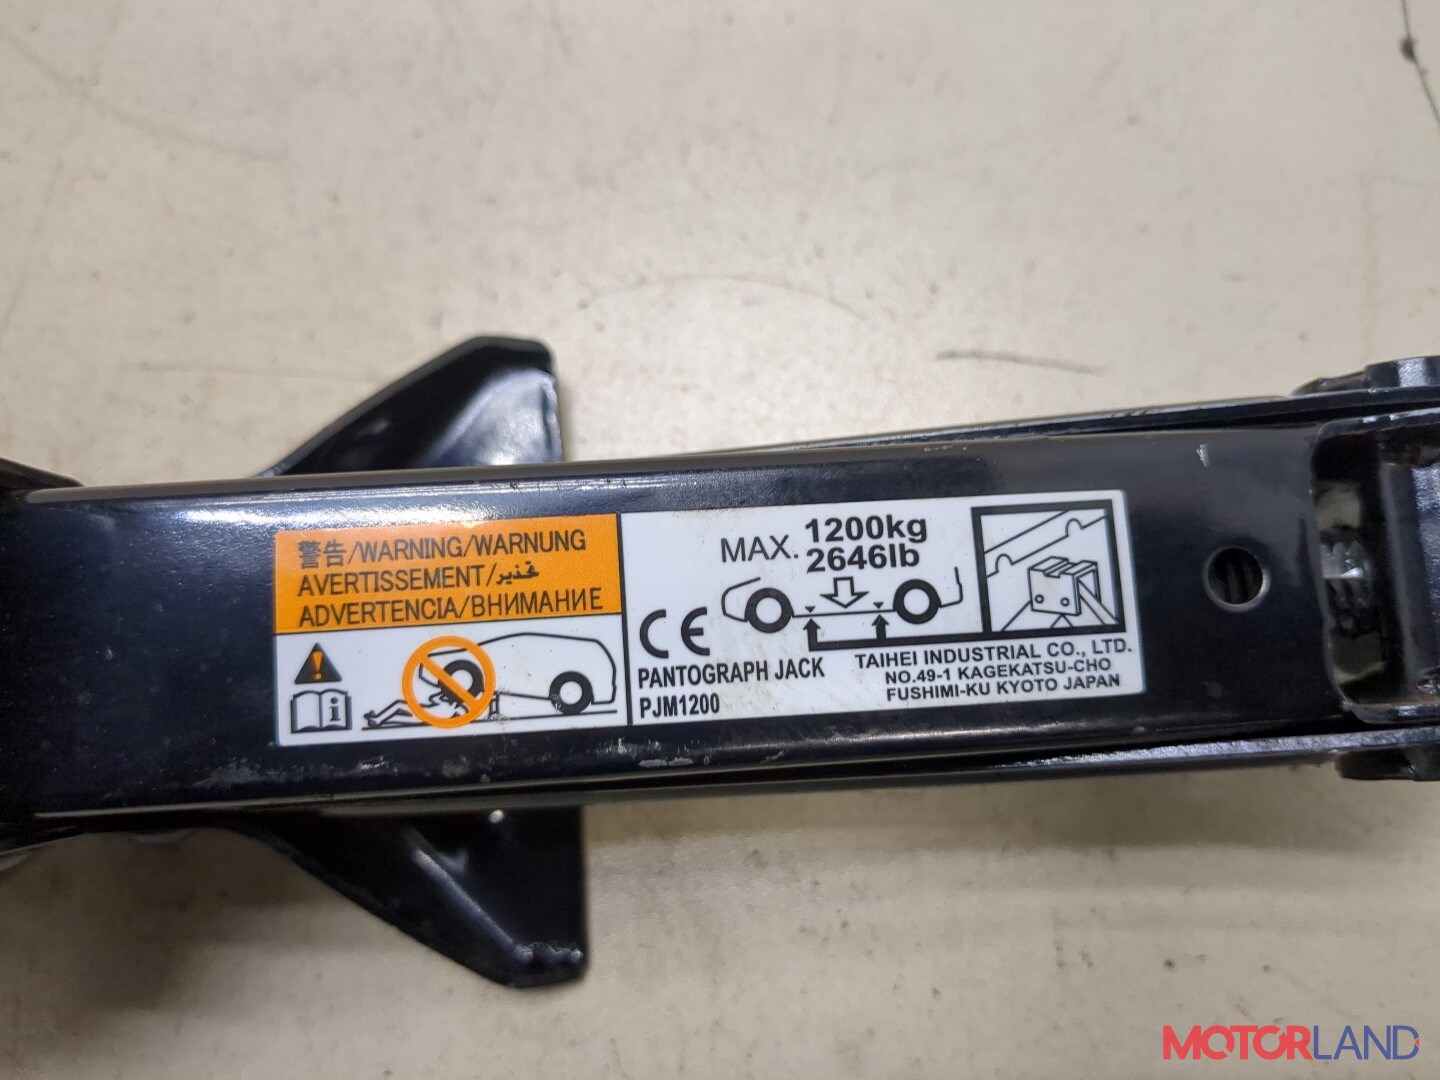 警告/WARNING/WARNUNG
AVERTISSEMENT/تحذير
ADVERTENCIA/ВНИМАНИЕ
MAX. 1200kg
2646lb
CE
PANTOGRAPH JACK
PJM1200
TAIHEI INDUSTRIAL CO., LTD.
NO.49-1 KAGEKATSU-CHO
FUSHIMI-KU KYOTO JAPAN
MOTORLAND